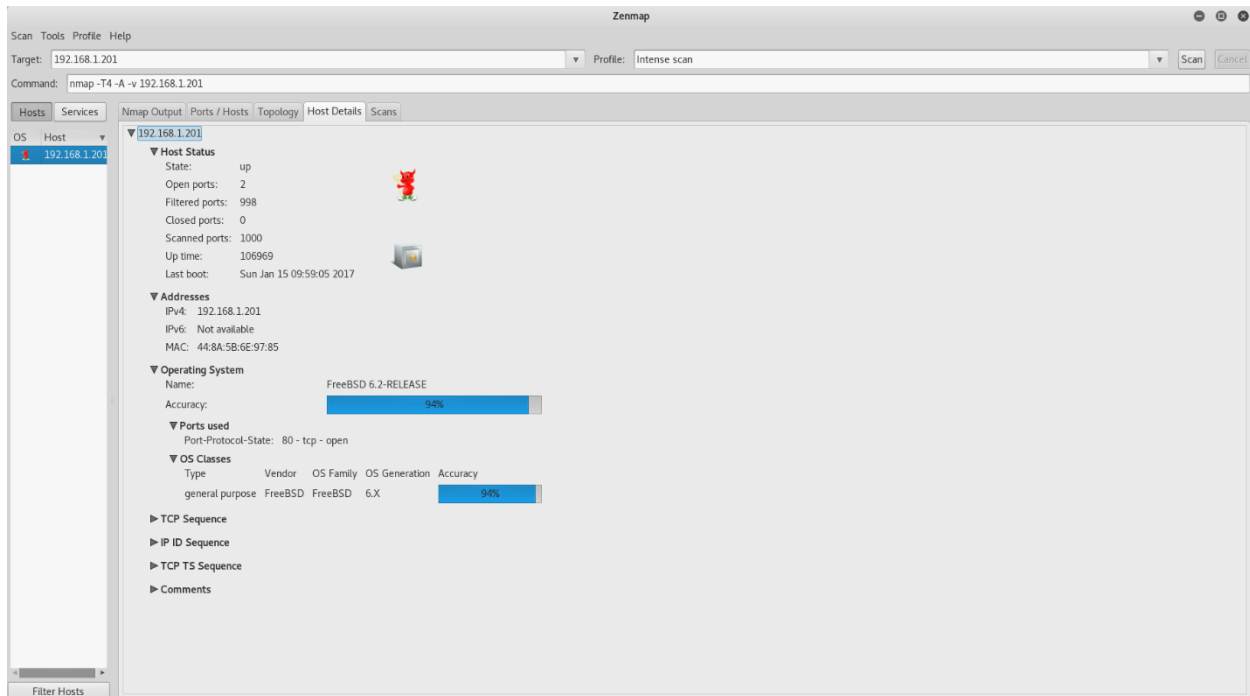 Zenmap
Scan Tools Profile Help
Target: 192.168.1.201 Profile: Intense scan Scan Cancel
Command: nmap -T4 -A -v 192.168.1.201
Hosts Services Nmap Output Ports / Hosts Topology Host Details Scans
OS Host
192.168.1.201
192.168.1.201
Host Status
State: up
Open ports: 2
Filtered ports: 998
Closed ports: 0
Scanned ports: 1000
Up time: 106969
Last boot: Sun Jan 15 09:59:05 2017
Addresses
IPv4: 192.168.1.201
IPv6: Not available
MAC: 44:8A:5B:6E:97:85
Operating System
Name: FreeBSD 6.2-RELEASE
Accuracy: 94%
Ports used
Port-Protocol-State: 80 - tcp - open
OS Classes
Type Vendor OS Family OS Generation Accuracy
general purpose FreeBSD FreeBSD 6.X 94%
TCP Sequence
IP ID Sequence
TCP TS Sequence
Comments
Filter Hosts